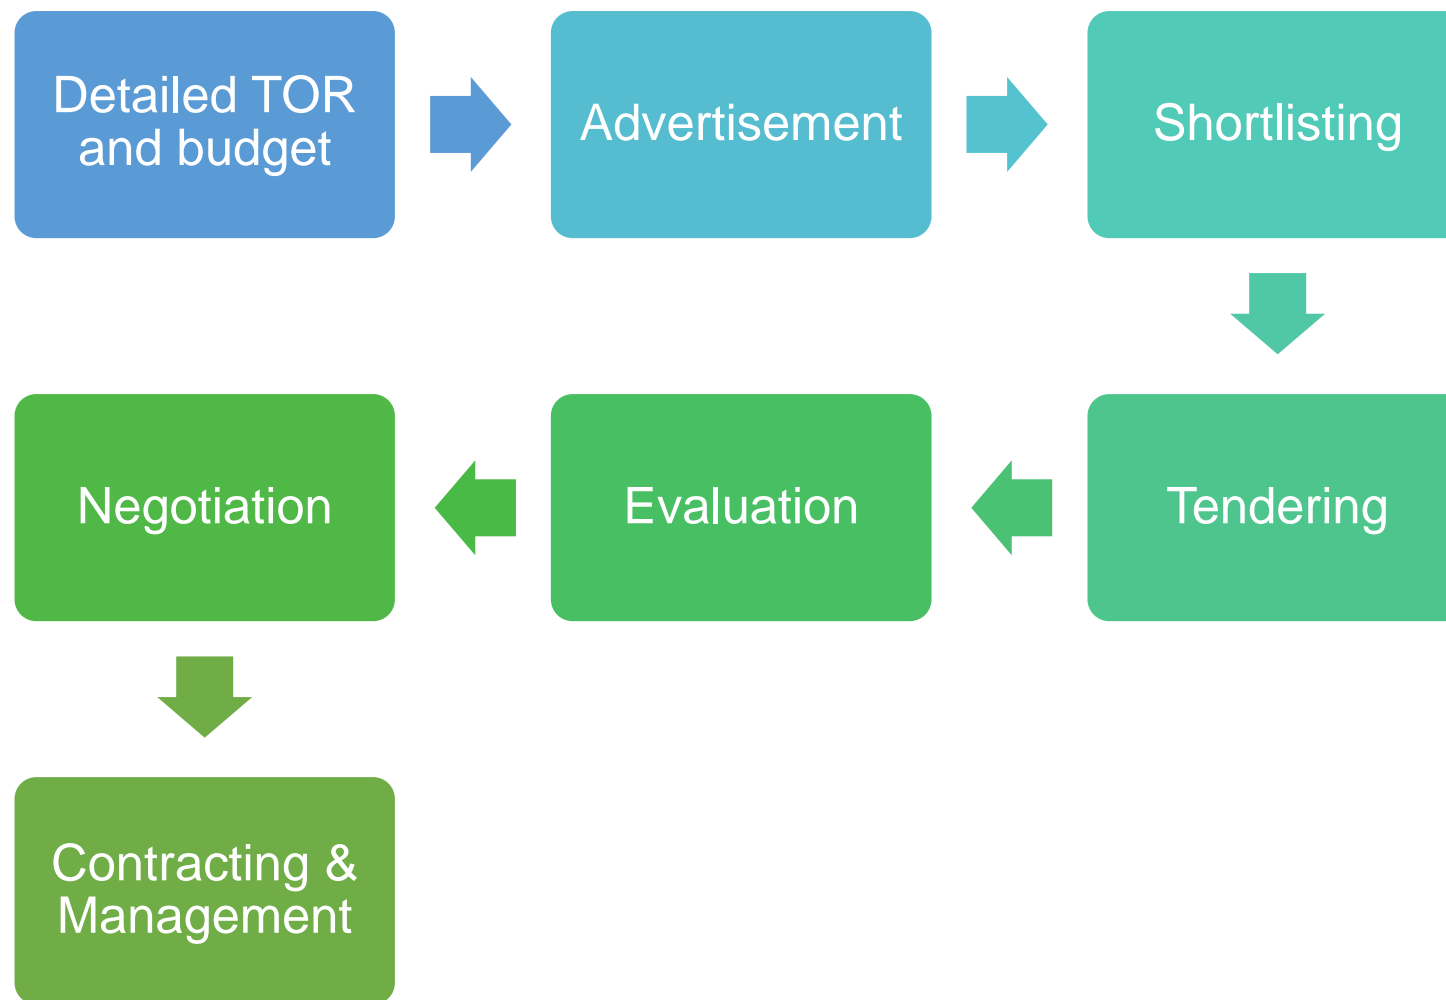 Detailed TOR
and budget
Advertisement
Shortlisting
Tendering
Evaluation
Negotiation
Contracting &
Management